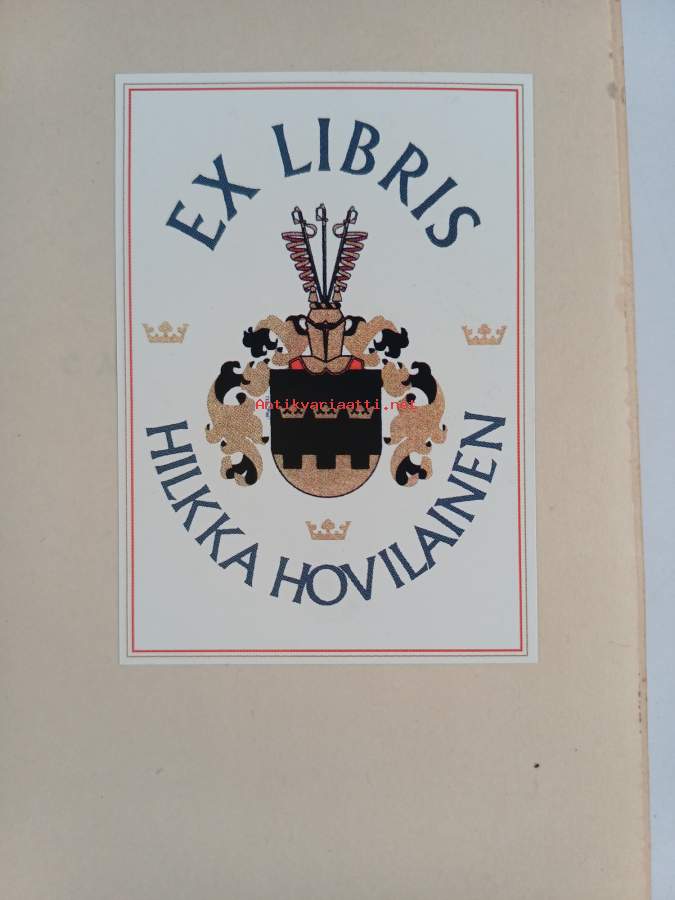 EX LIBRIS
Antikvariaatti.net
HILKKA HOVILAINEN